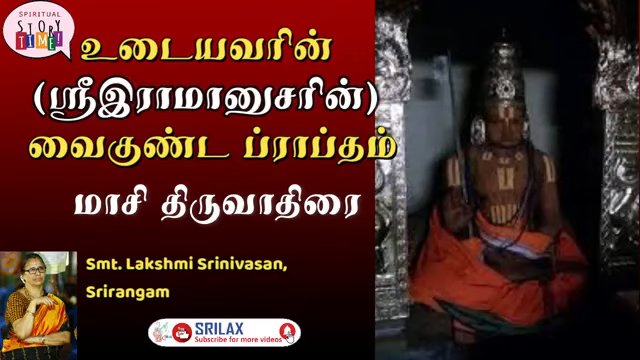 SPIRITUAL
STORY
TIME!
உடையவரின்
(ஸ்ரீஇராமானுசரின்)
வைகுண்ட ப்ராப்தம்
மாசி திருவாதிரை
Smt. Lakshmi Srinivasan,
Srirangam
SRILAX
Subscribe for more videos